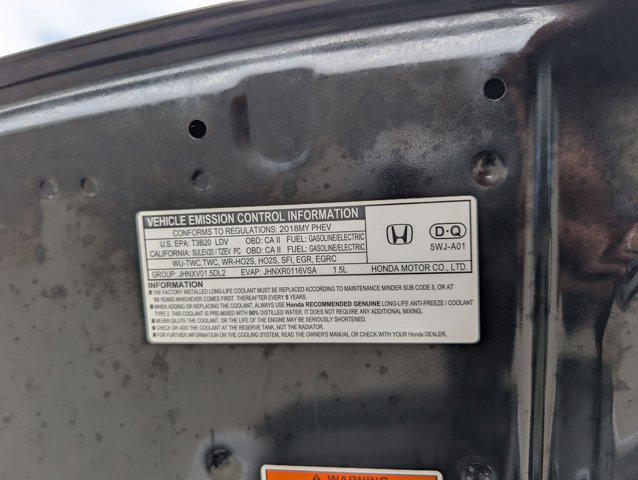 VEHICLE EMISSION CONTROL INFORMATION
CONFORMS TO REGULATIONS: 2018MY PHEV
U.S. EPA: T3B20 LDV OBD: CA II FUEL: GASOLINE/ELECTRIC
CALIFORNIA: SULEV20 / TZEV PC OBD: CA II FUEL: GASOLINE/ELECTRIC
WU-TWC,TWC, WR-HO2S, HO2S, SFI, EGR, EGRC
GROUP: JHNXV01.5DL2 EVAP: JHNXR0116VSA 1.5L
D-Q
5WJ-A01
HONDA MOTOR CO., LTD.
INFORMATION
■ THE FACTORY INSTALLED LONG-LIFE COOLANT MUST BE REPLACED ACCORDING TO MAINTENANCE MINDER SUB CODE 5, OR AT
10 YEARS WHICHEVER COMES FIRST. THEREAFTER EVERY 5 YEARS.
■ WHEN ADDING OR REPLACING THE COOLANT, ALWAYS USE Honda RECOMMENDED GENUINE LONG-LIFE ANTI-FREEZE / COOLANT
TYPE 2, THIS COOLANT IS PRE-MIXED WITH 50% DISTILLED WATER. IT DOES NOT REQUIRE ANY ADDITIONAL MIXING.
■ NEVER DILUTE THE COOLANT, OR THE LIFE OF THE ENGINE MAY BE SERIOUSLY SHORTENED.
■ CHECK OR ADD THE COOLANT AT THE RESERVE TANK, NOT THE RADIATOR.
■ FOR FURTHER INFORMATION ON THE COOLING SYSTEM, READ THE OWNER'S MANUAL OR CHECK WITH YOUR Honda DEALER.
WARNING